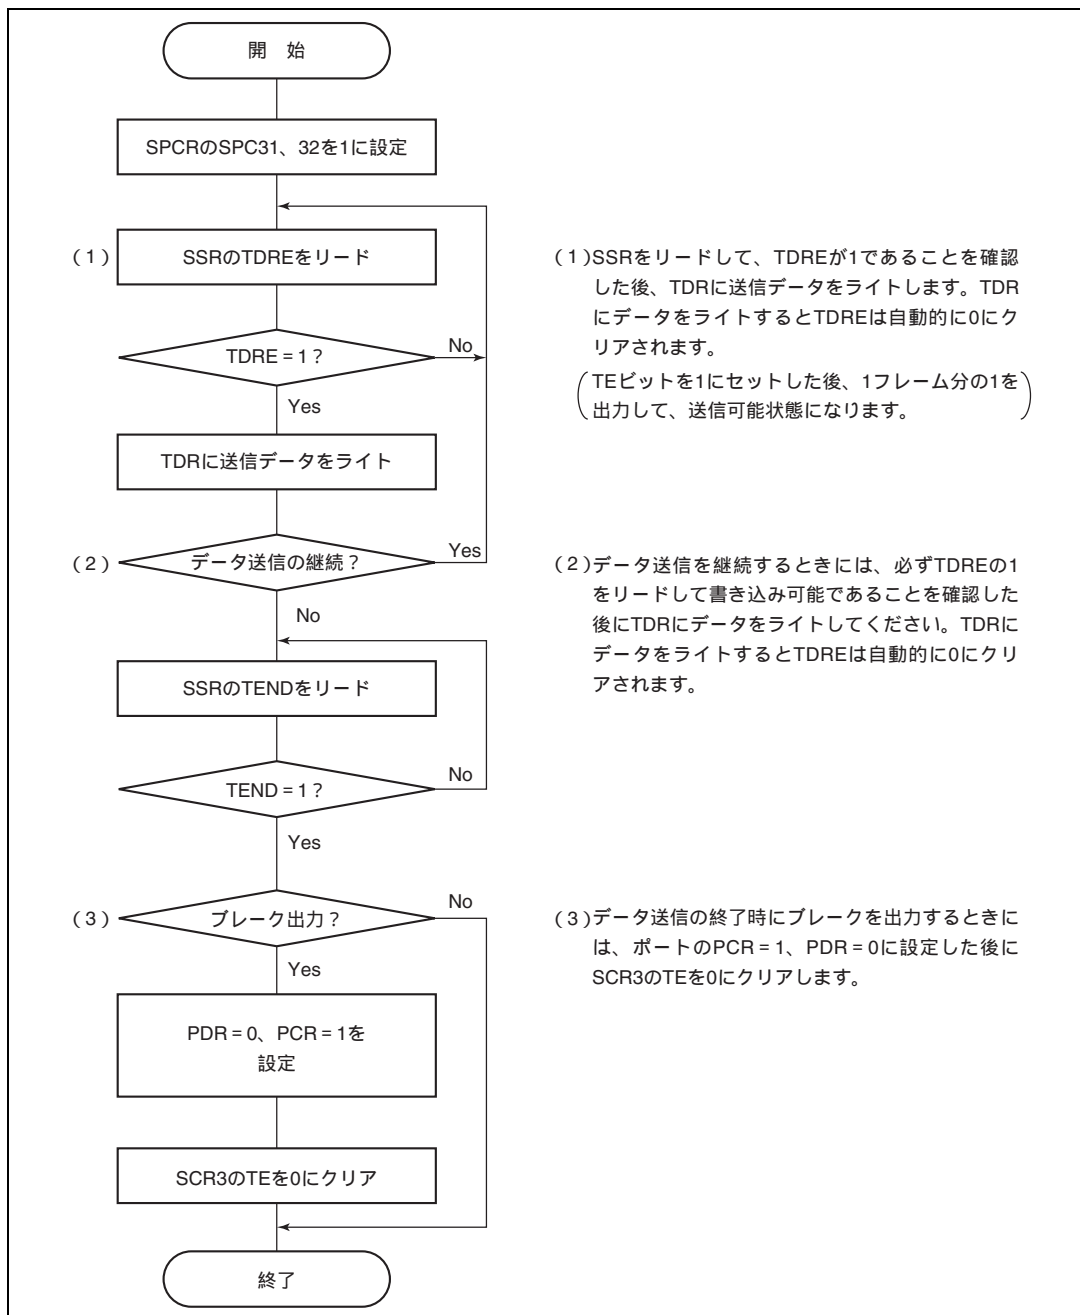 開 始
SPCRのSPC31、32を1に設定
(1)
SSRのTDREをリード
TDRE = 1?
No
Yes
TDRに送信データをライト
(2)
データ送信の継続?
Yes
No
SSRのTENDをリード
TEND = 1?
No
Yes
(3)
ブレーク出力?
No
Yes
PDR = 0、PCR = 1を
設定
SCR3のTEを0にクリア
終了
(1)SSRをリードして、TDREが1であることを確認
した後、TDRに送信データをライトします。TDR
にデータをライトするとTDREは自動的に0にク
リアされます。
(TEビットを1にセットした後、1フレーム分の1を
出力して、送信可能状態になります。)
(2)データ送信を継続するときには、必ずTDREの1
をリードして書き込み可能であることを確認した
後にTDRにデータをライトしてください。TDRに
データをライトするとTDREは自動的に0にクリ
アされます。
(3)データ送信の終了時にブレークを出力するときに
は、ポートのPCR = 1、PDR = 0に設定した後に
SCR3のTEを0にクリアします。